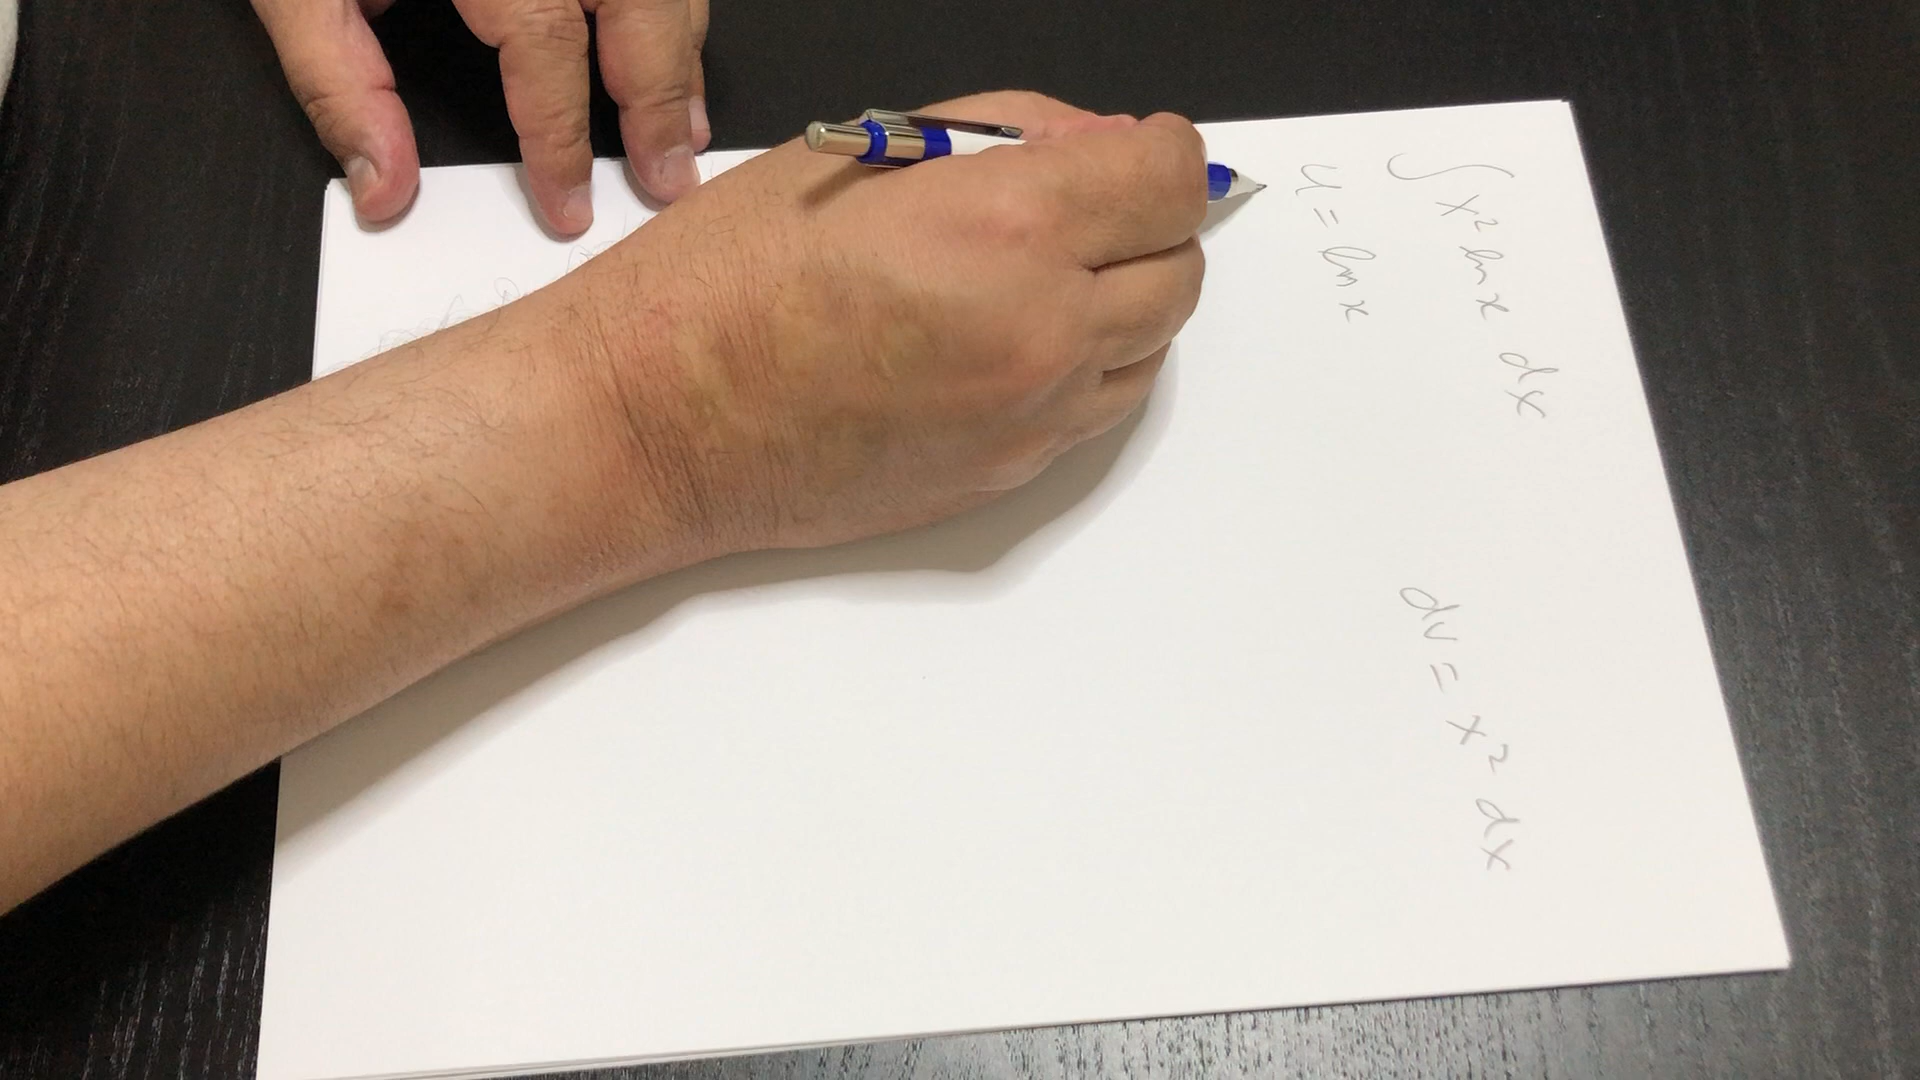 ∫ x² ln x dx
u = ln x
dv = x² dx